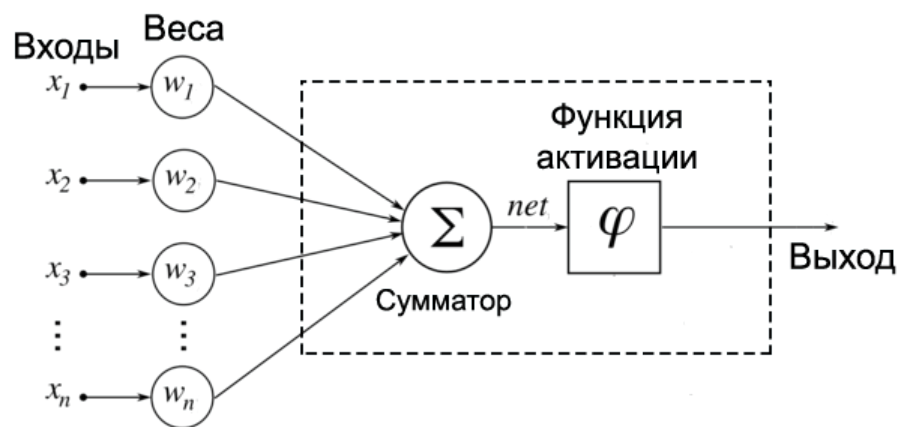 Входы
Веса
x1
w1
x2
w2
x3
w3
⋮
⋮
xn
wn
Σ
Сумматор
net
Функция
активации
φ
Выход